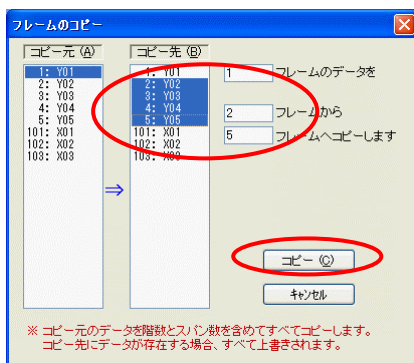 フレームのコピー
コピー元 (A)
1: Y01
2: Y02
3: Y03
4: Y04
5: Y05
101: X01
102: X02
103: X03
⇒
コピー先 (B)
1: Y01
2: Y02
3: Y03
4: Y04
5: Y05
101: X01
102: X02
103: X03
1 フレームのデータを
2 フレームから
5 フレームへコピーします
コピー (C)
キャンセル
※ コピー元のデータを階数とスパン数を含めてすべてコピーします。
コピー先にデータが存在する場合、すべて上書きされます。